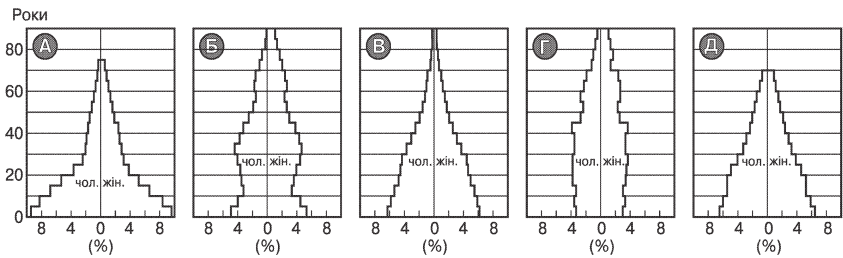 Роки
А Б В Г Д
80
60
40
20
0
чол. жін. чол. жін. чол. жін. чол. жін. чол. жін.
8 4 0 4 8 8 4 0 4 8 8 4 0 4 8 8 4 0 4 8 8 4 0 4 8
(%) (%) (%) (%) (%)